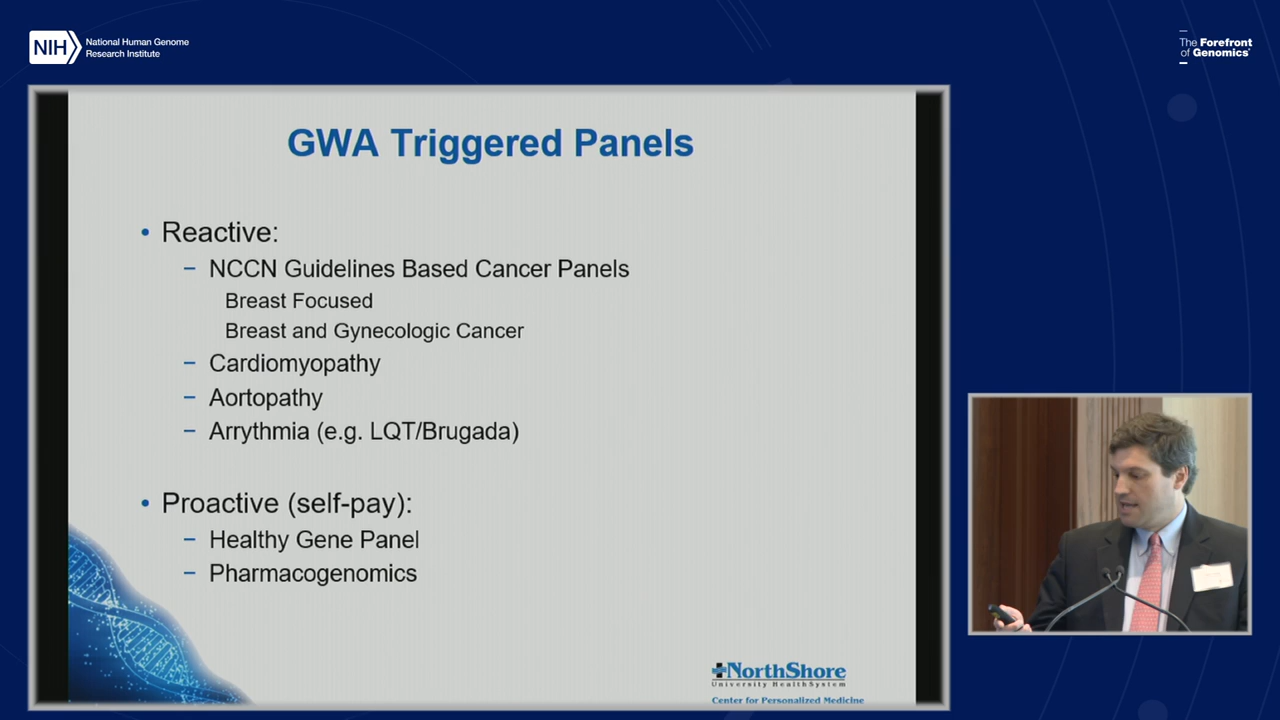 NIH
National Human Genome
Research Institute
The Forefront
of Genomics
GWA Triggered Panels
• Reactive:
– NCCN Guidelines Based Cancer Panels
Breast Focused
Breast and Gynecologic Cancer
– Cardiomyopathy
– Aortopathy
– Arrythmia (e.g. LQT/Brugada)
• Proactive (self-pay):
– Healthy Gene Panel
– Pharmacogenomics
NorthShore
University HealthSystem
Center for Personalized Medicine